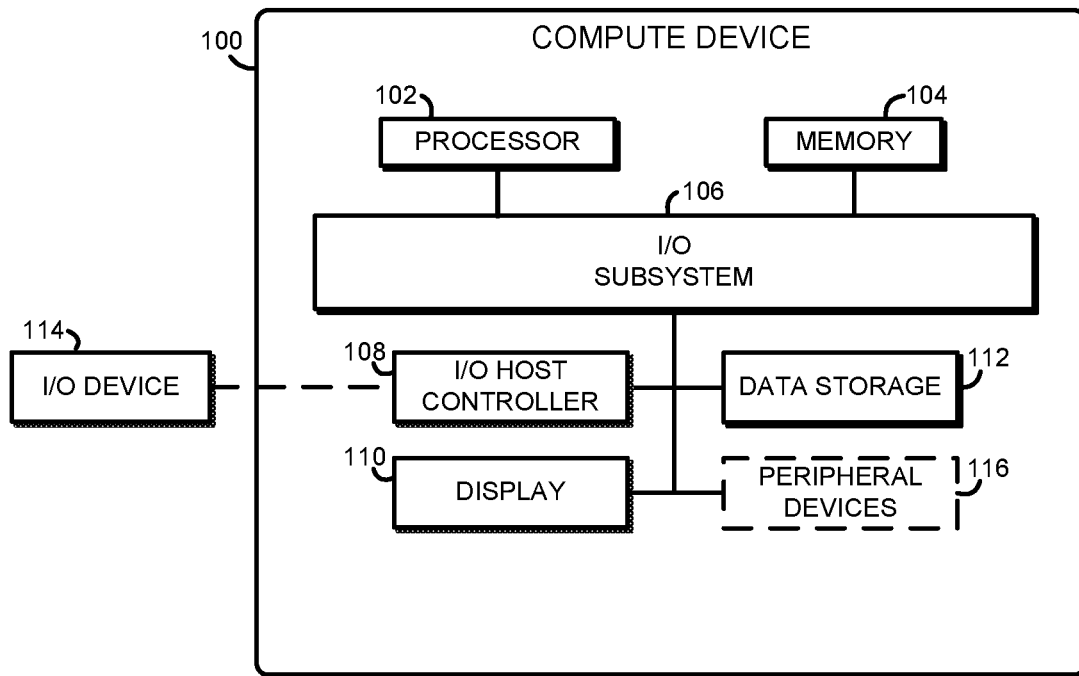 100
COMPUTE DEVICE
102
104
PROCESSOR
MEMORY
106
I/O
SUBSYSTEM
114
I/O DEVICE
108
I/O HOST
CONTROLLER
DATA STORAGE
112
110
DISPLAY
PERIPHERAL
DEVICES
116